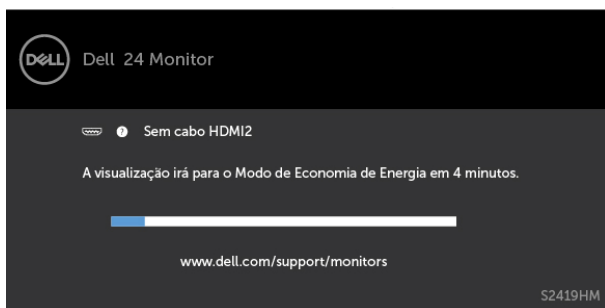 DELL
Dell 24 Monitor
? Sem cabo HDMI2
A visualização irá para o Modo de Economia de Energia em 4 minutos.
www.dell.com/support/monitors
S2419HM